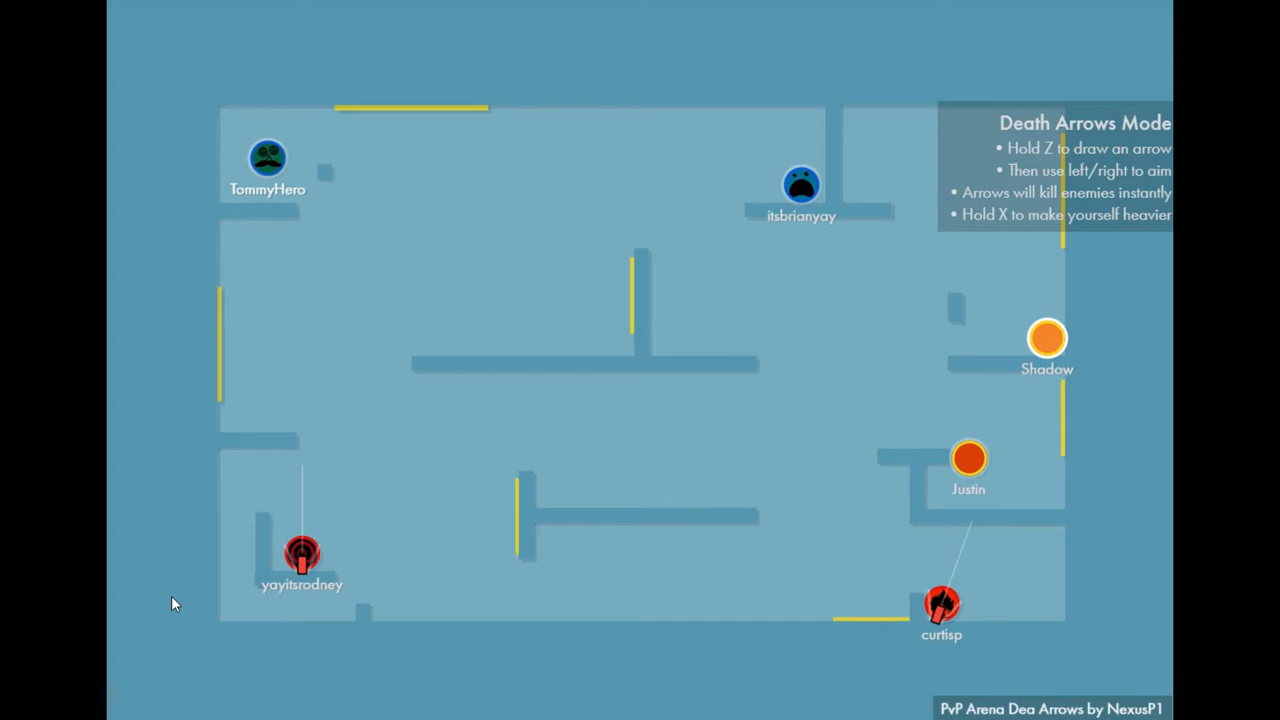 Death Arrows Mode
• Hold Z to draw an arrow
• Then use left/right to aim
• Arrows will kill enemies instantly
• Hold X to make yourself heavier
TommyHero
itsbrianyay
Shadow
Justin
yayitsrodney
curtisp
PvP Arena Dea Arrows by NexusP1